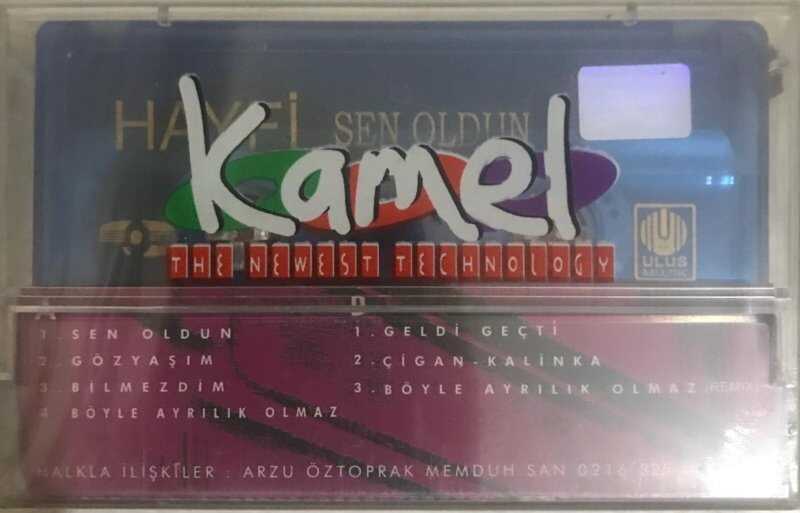 HAYFİ SEN OLDUN
Kamel
THE NEWEST TECHNOLOGY
ULUS
MÜZİK
A
1. SEN OLDUN
2. GÖZYAŞIM
3. BİLMEZDİM
4. BÖYLE AYRILIK OLMAZ
B
1. GELDİ GEÇTİ
2. ÇİGAN-KALİNKA
3. BÖYLE AYRILIK OLMAZ (REMIX)
HALKLA İLİŞKİLER : ARZU ÖZTOPRAK MEMDUH SAN 0216